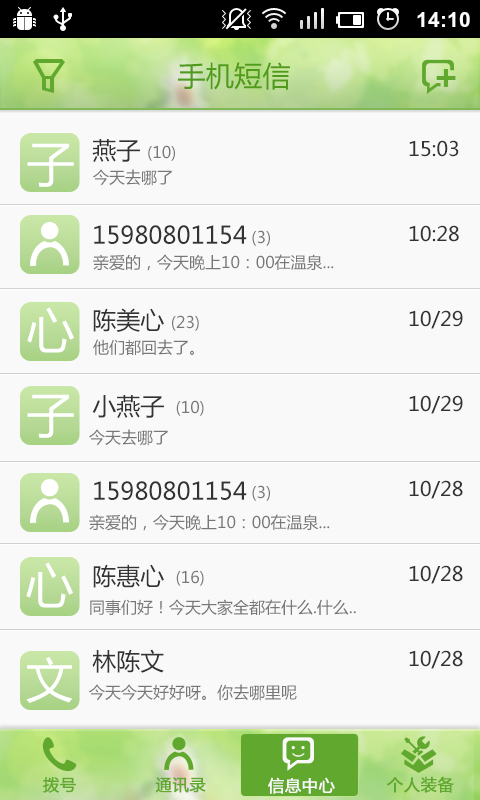 14:10
手机短信
子
燕子 (10)
15:03
今天去哪了
15980801154 (3)
10:28
亲爱的，今天晚上10：00在温泉...
心
陈美心 (23)
10/29
他们都回去了。
子
小燕子 (10)
10/29
今天去哪了
15980801154 (3)
10/28
亲爱的，今天晚上10：00在温泉...
心
陈惠心 (16)
10/28
同事们好！今天大家全都在什么.什么..
文
林陈文
10/28
今天今天好好呀。你去哪里呢
拨号
通讯录
信息中心
个人装备